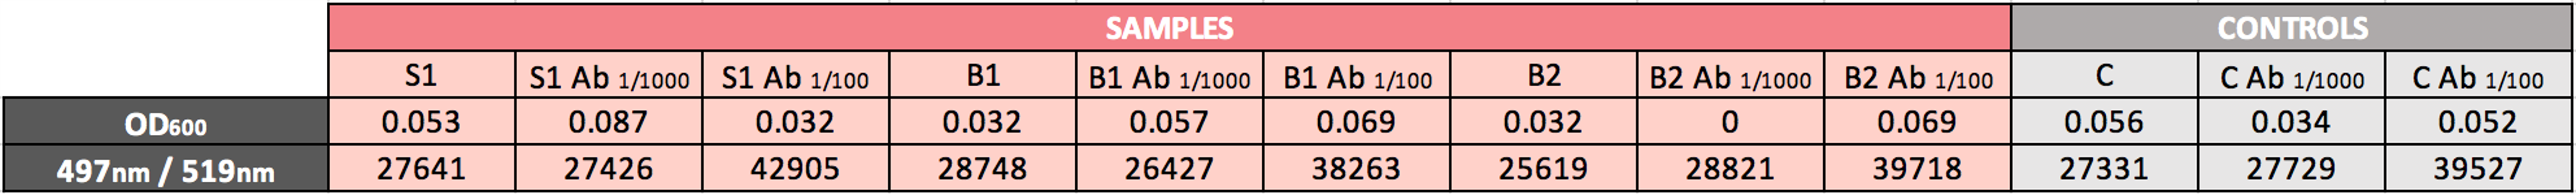 SAMPLES CONTROLS
S1 S1 Ab 1/1000 S1 Ab 1/100 B1 B1 Ab 1/1000 B1 Ab 1/100 B2 B2 Ab 1/1000 B2 Ab 1/100 C C Ab 1/1000 C Ab 1/100
OD600 0.053 0.087 0.032 0.032 0.057 0.069 0.032 0 0.069 0.056 0.034 0.052
497nm / 519nm 27641 27426 42905 28748 26427 38263 25619 28821 39718 27331 27729 39527